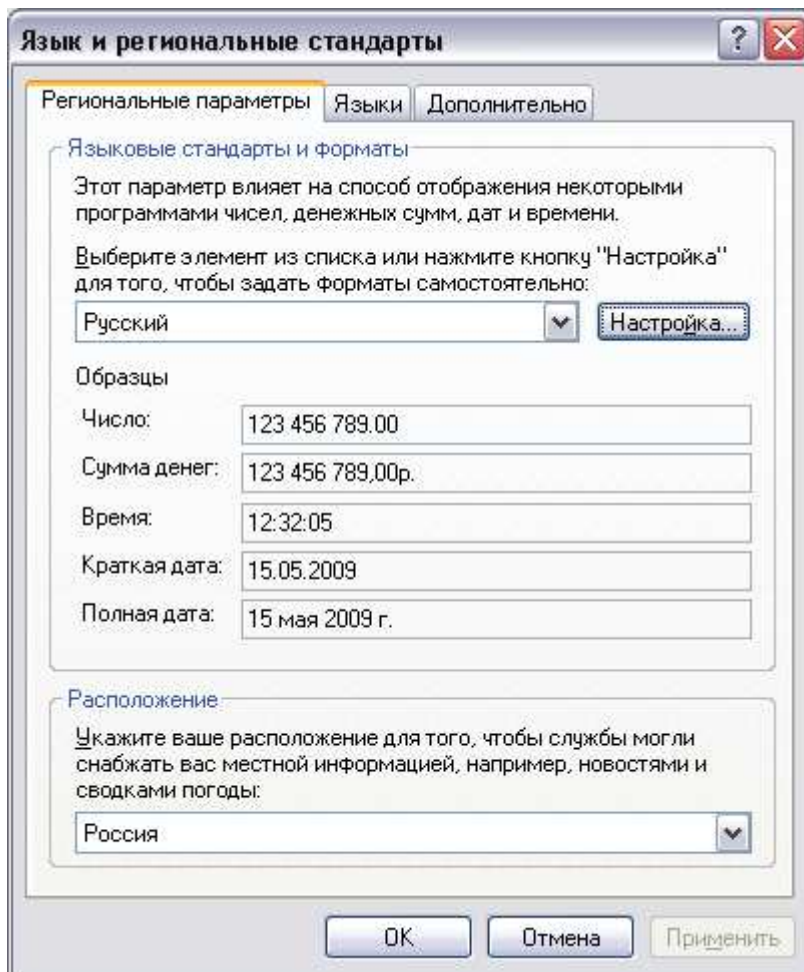 Язык и региональные стандарты
Региональные параметры Языки Дополнительно
Языковые стандарты и форматы
Этот параметр влияет на способ отображения некоторыми
программами чисел, денежных сумм, дат и времени.
Выберите элемент из списка или нажмите кнопку "Настройка"
для того, чтобы задать форматы самостоятельно:
Русский Настройка...
Образцы
Число: 123 456 789.00
Сумма денег: 123 456 789,00р.
Время: 12:32:05
Краткая дата: 15.05.2009
Полная дата: 15 мая 2009 г.
Расположение
Укажите ваше расположение для того, чтобы службы могли
снабжать вас местной информацией, например, новостями и
сводками погоды:
Россия
OK Отмена Применить